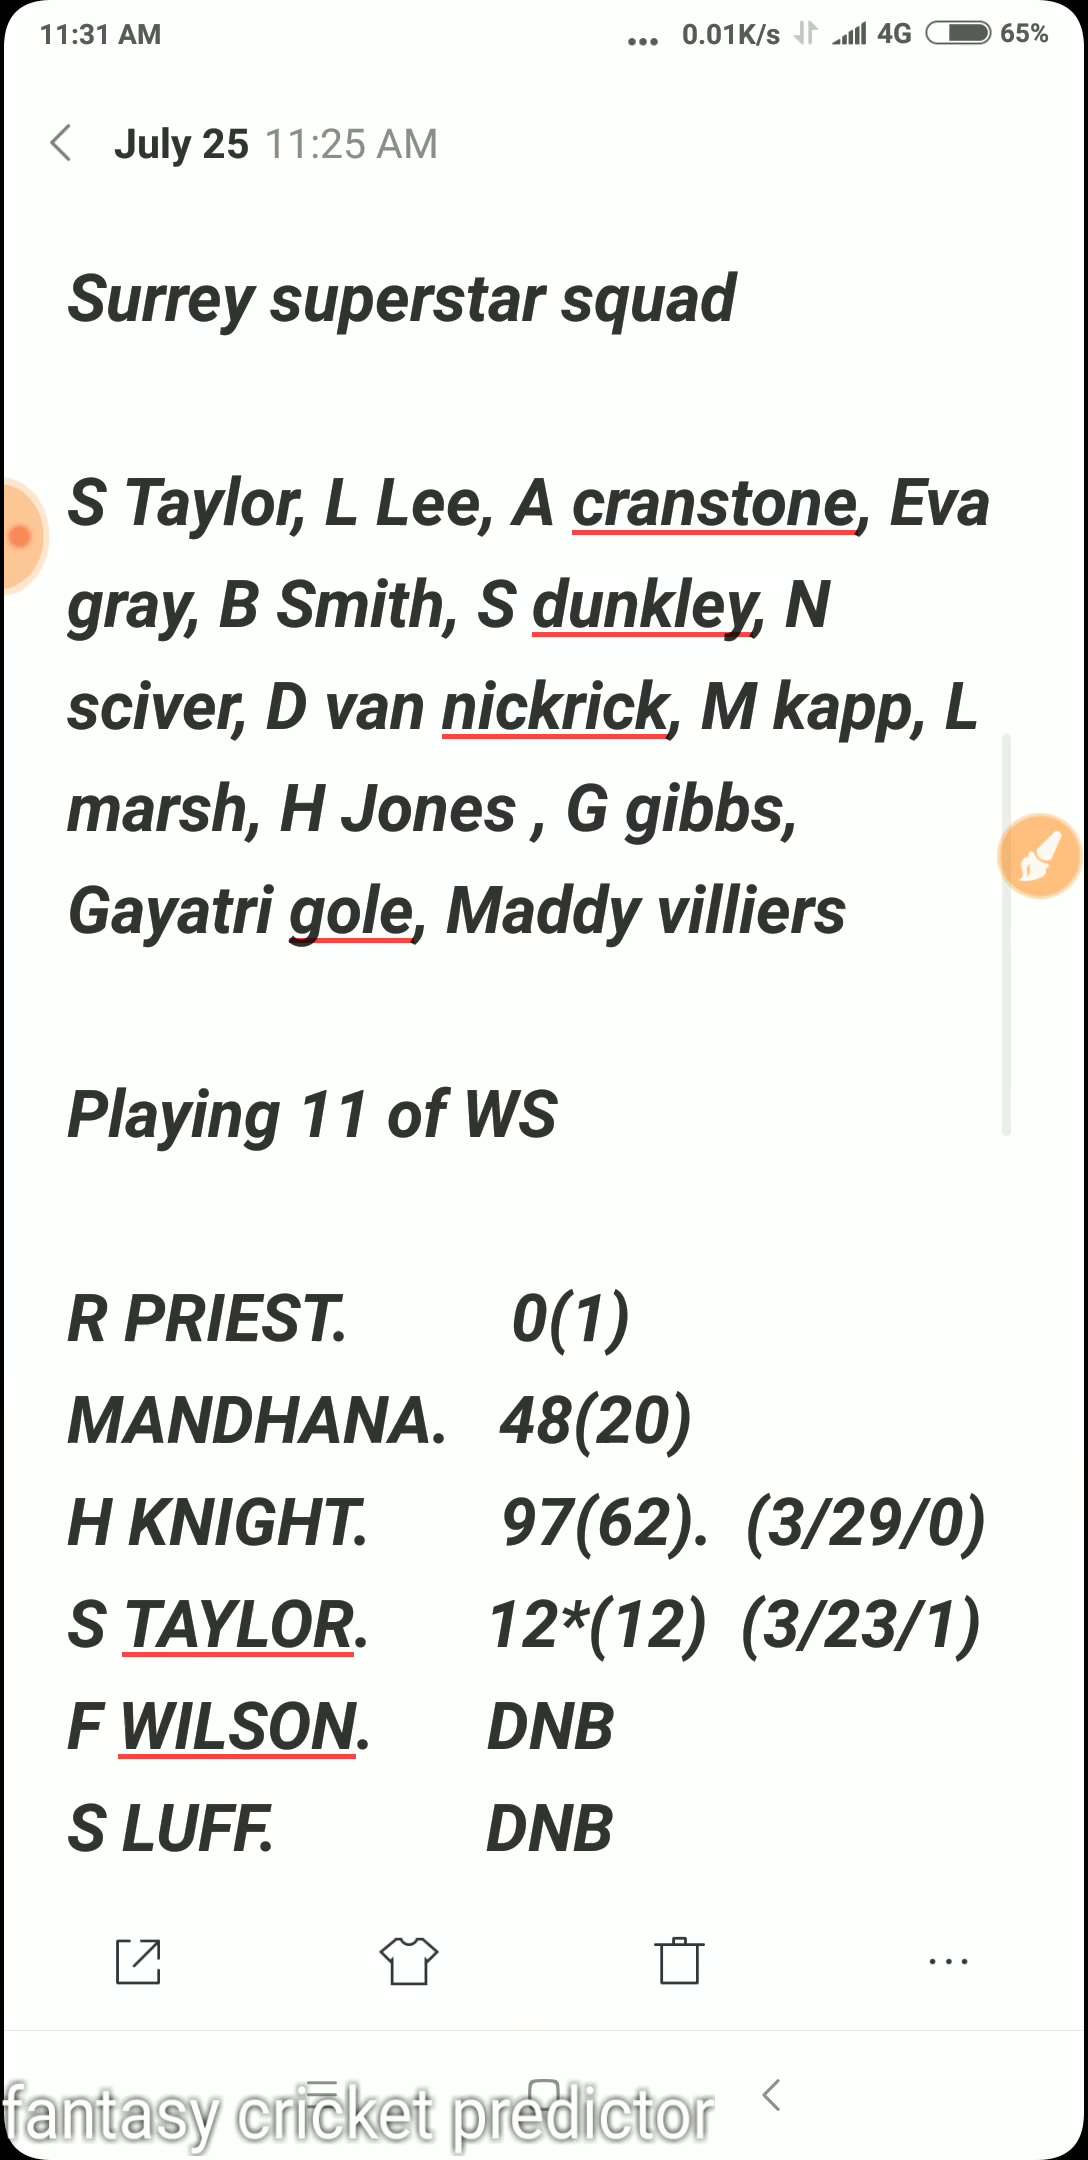 11:31 AM ... 0.01K/s 4G 65%
July 25 11:25 AM
Surrey superstar squad
S Taylor, L Lee, A cranstone, Eva
gray, B Smith, S dunkley, N
sciver, D van nickrick, M kapp, L
marsh, H Jones , G gibbs,
Gayatri gole, Maddy villiers
Playing 11 of WS
R PRIEST. 0(1)
MANDHANA. 48(20)
H KNIGHT. 97(62). (3/29/0)
S TAYLOR. 12*(12) (3/23/1)
F WILSON. DNB
S LUFF. DNB
fantasy cricket predictor